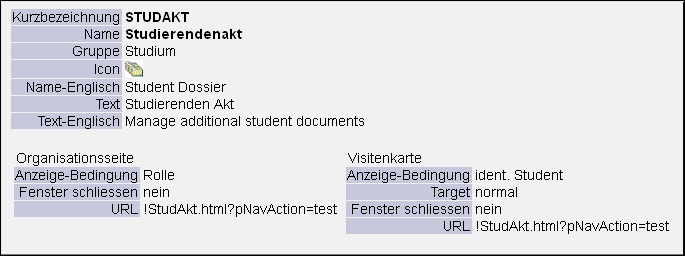 Kurzbezeichnung STUDAKT
Name Studierendenakt
Gruppe Studium
Icon
Name-Englisch Student Dossier
Text Studierenden Akt
Text-Englisch Manage additional student documents
Organisationsseite
Anzeige-Bedingung Rolle
Fenster schliessen nein
URL !StudAkt.html?pNavAction=test
Visitenkarte
Anzeige-Bedingung ident. Student
Target normal
Fenster schliessen nein
URL !StudAkt.html?pNavAction=test